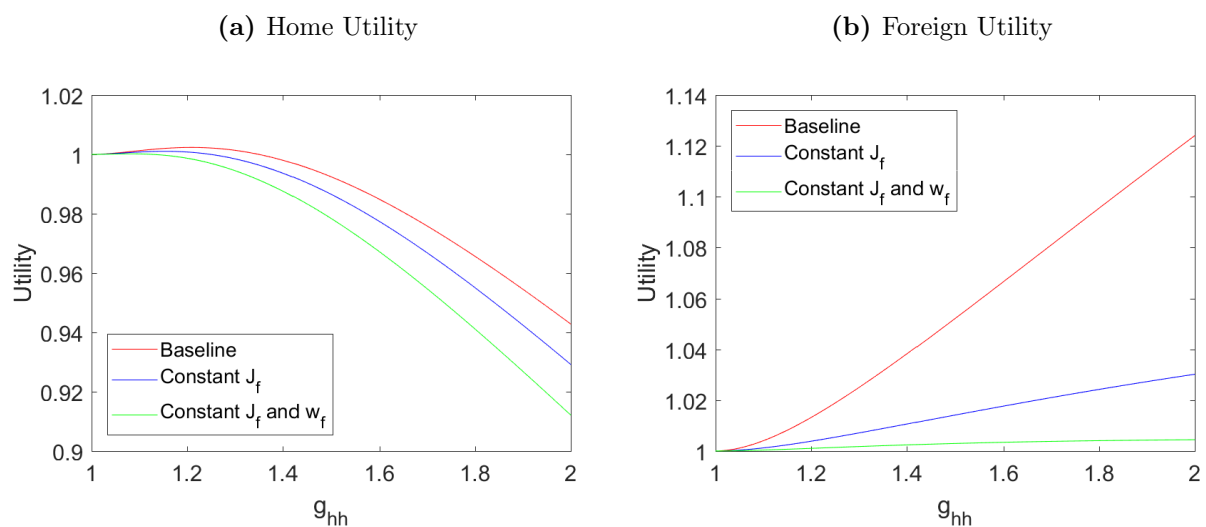 (a) Home Utility
1.02
1
0.98
0.96
0.94
0.92
0.9
Utility
Baseline
Constant J_f
Constant J_f and w_f
1 1.2 1.4 1.6 1.8 2
g_hh
(b) Foreign Utility
1.14
1.12
1.1
1.08
1.06
1.04
1.02
1
Utility
Baseline
Constant J_f
Constant J_f and w_f
1 1.2 1.4 1.6 1.8 2
g_hh